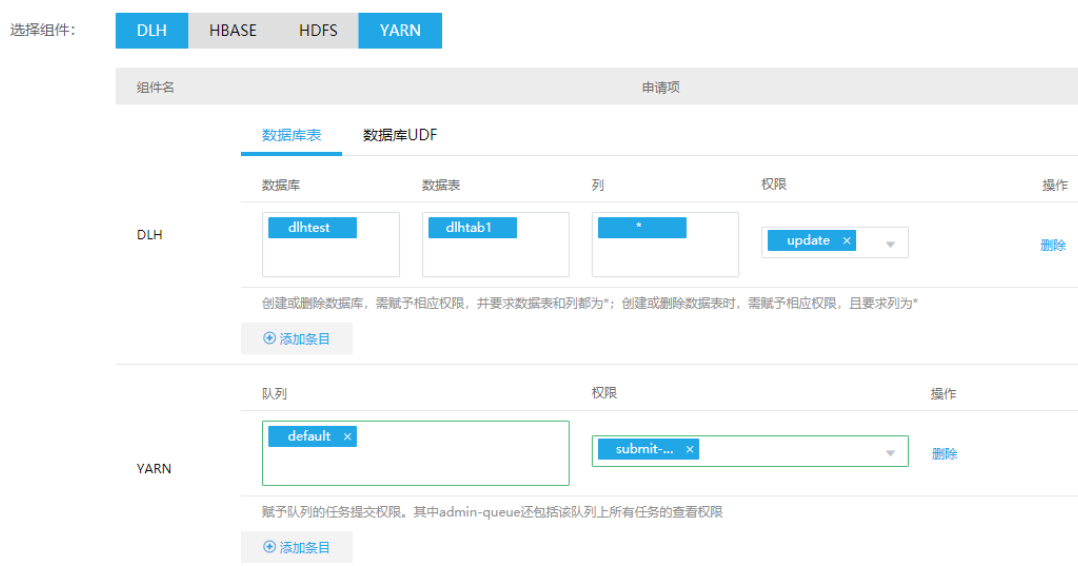 选择组件: DLH HBASE HDFS YARN
组件名 申请项
数据库表 数据库UDF
数据库 数据表 列 权限 操作
DLH dlhtest dlhtab1 * update × 删除
创建或删除数据库，需赋予相应权限，并要求数据表和列都为*；创建或删除数据表时，需赋予相应权限，且要求列为*
添加条目
队列 权限 操作
YARN default × submit-... × 删除
赋予队列的任务提交权限。其中admin-queue还包括该队列上所有任务的查看权限
添加条目